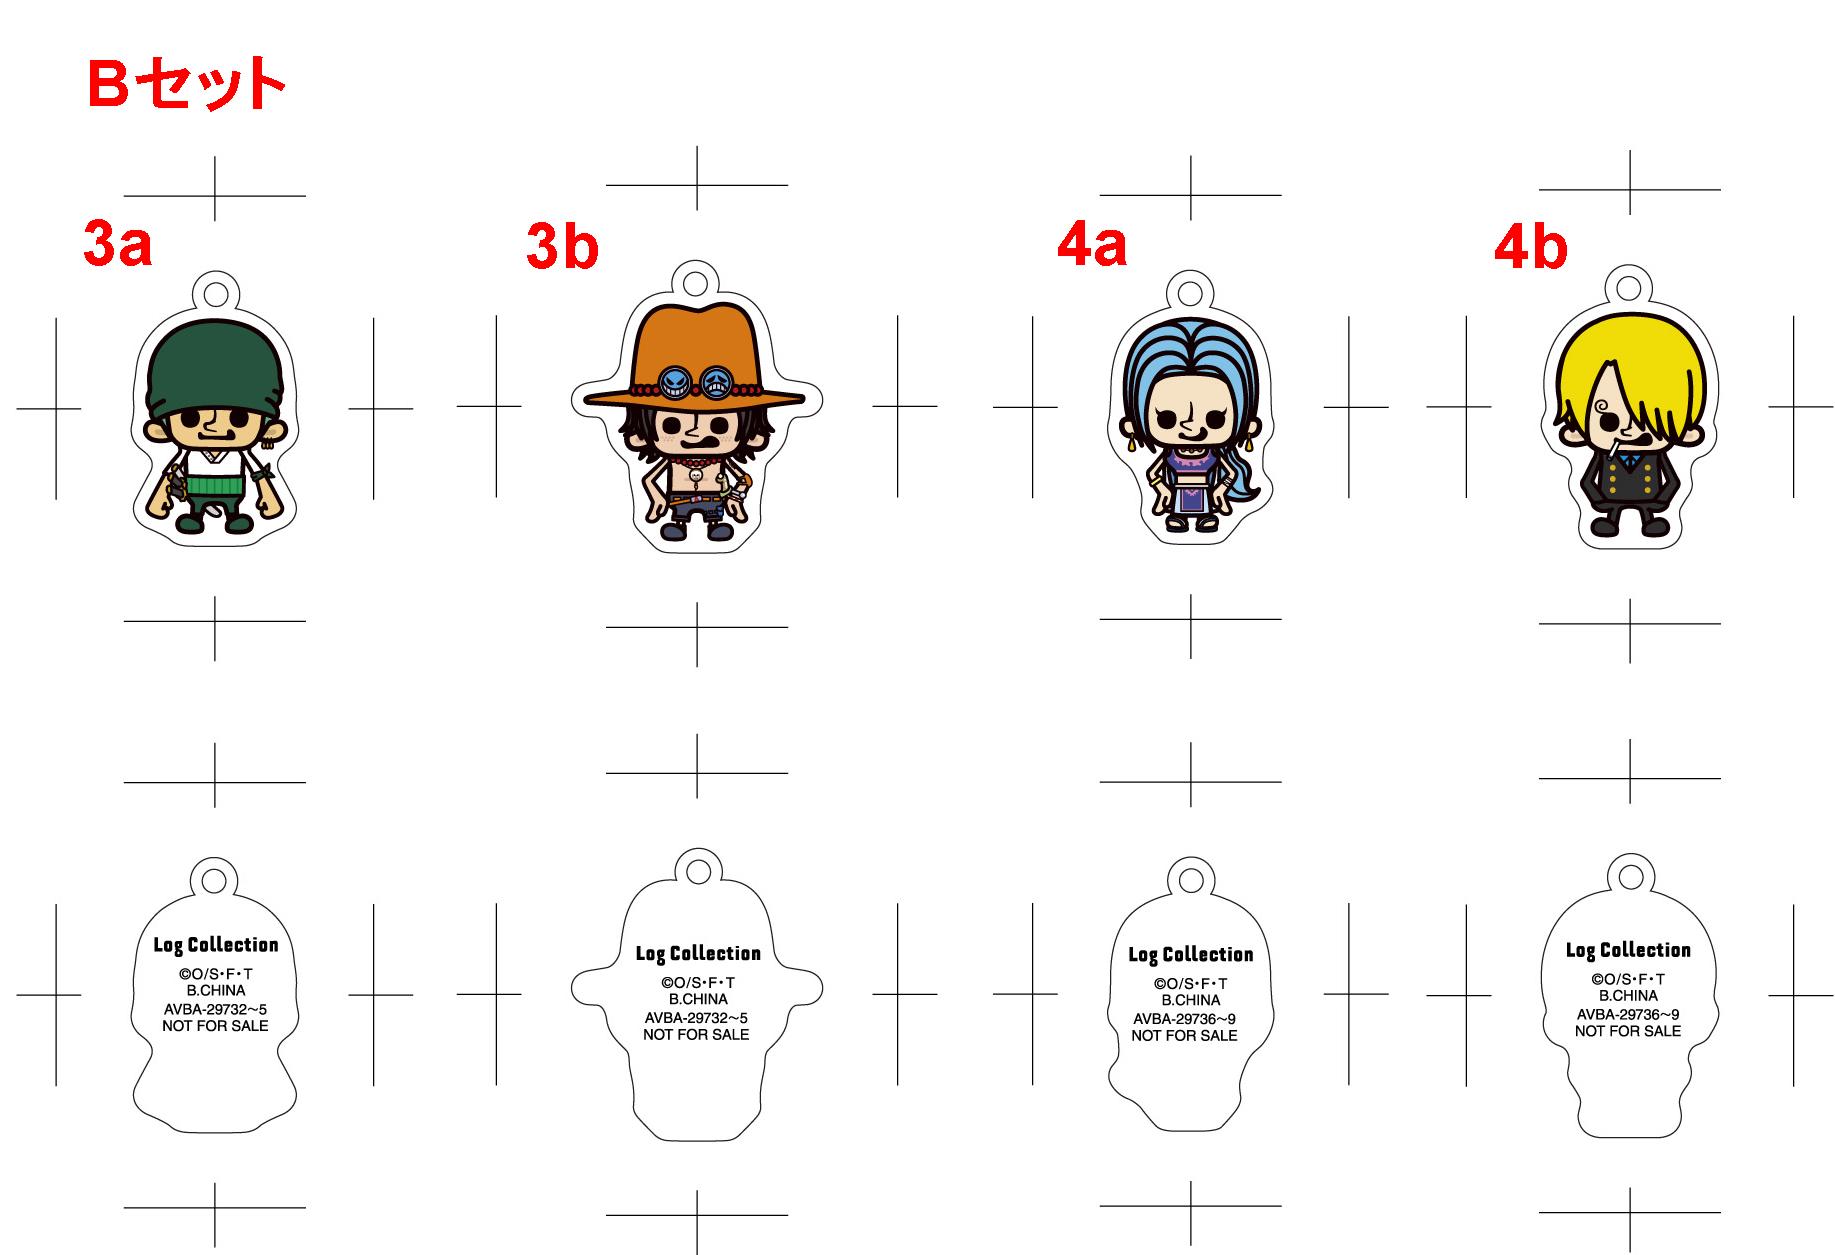 Bセット
3a
3b
4a
4b
Log Collection
©O/S・F・T
B.CHINA
AVBA-29732〜5
NOT FOR SALE
Log Collection
©O/S・F・T
B.CHINA
AVBA-29732〜5
NOT FOR SALE
Log Collection
©O/S・F・T
B.CHINA
AVBA-29736〜9
NOT FOR SALE
Log Collection
©O/S・F・T
B.CHINA
AVBA-29736〜9
NOT FOR SALE